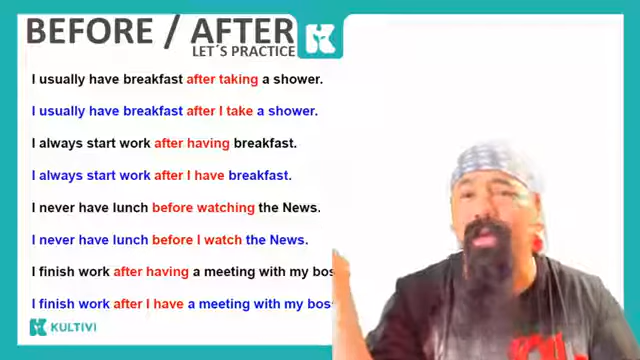 BEFORE / AFTER
LET´S PRACTICE
I usually have breakfast after taking a shower.
I usually have breakfast after I take a shower.
I always start work after having breakfast.
I always start work after I have breakfast.
I never have lunch before watching the News.
I never have lunch before I watch the News.
I finish work after having a meeting with my bos
I finish work after I have a meeting with my bos
KULTIVI